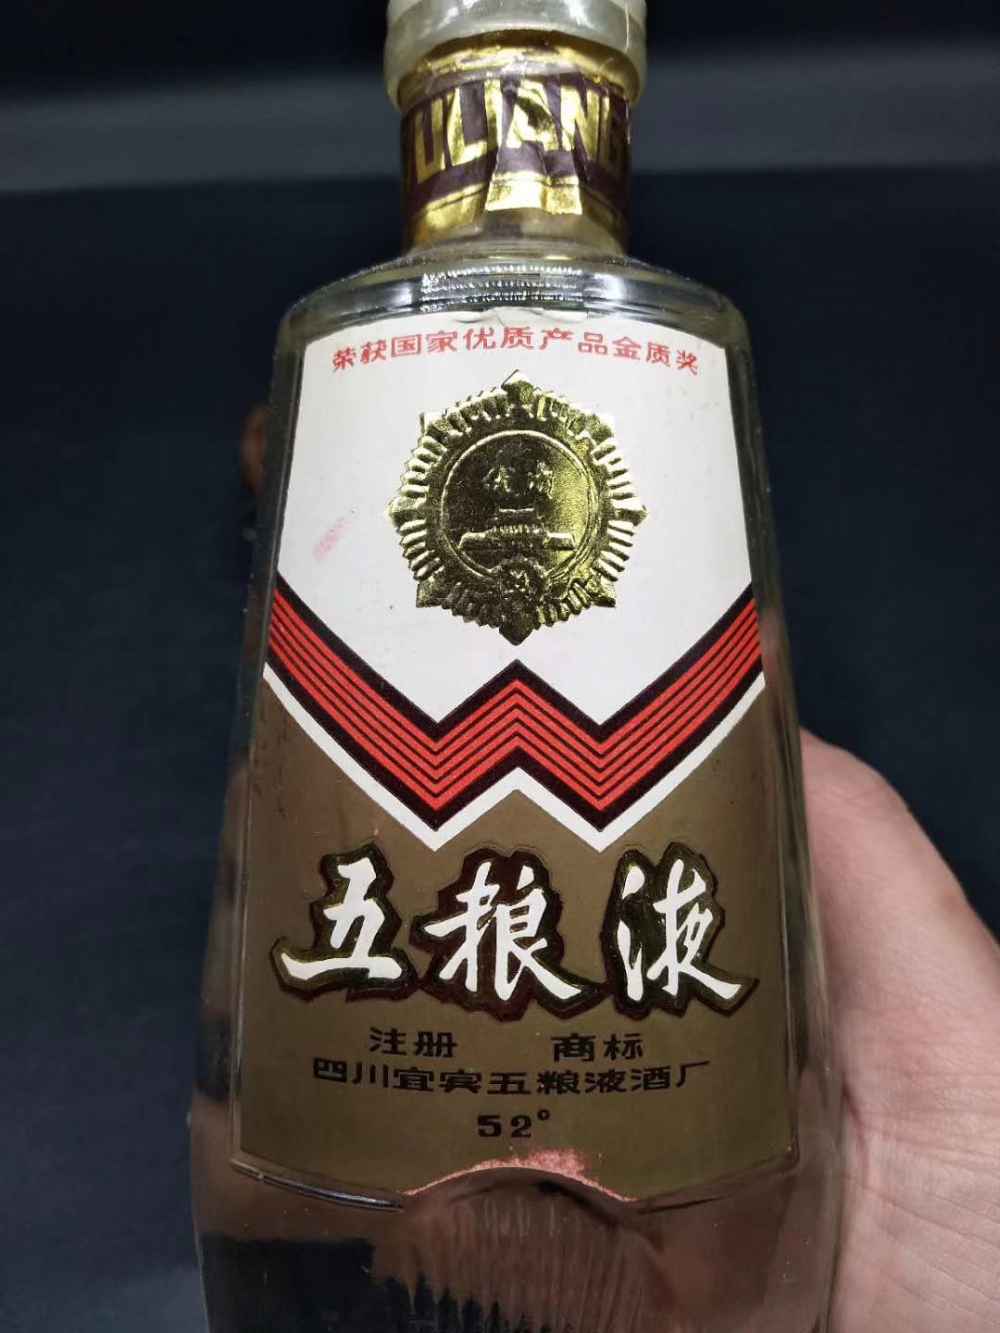 ULIANG
荣获国家优质产品金质奖
五粮液
注册 商标
四川宜宾五粮液酒厂
52°